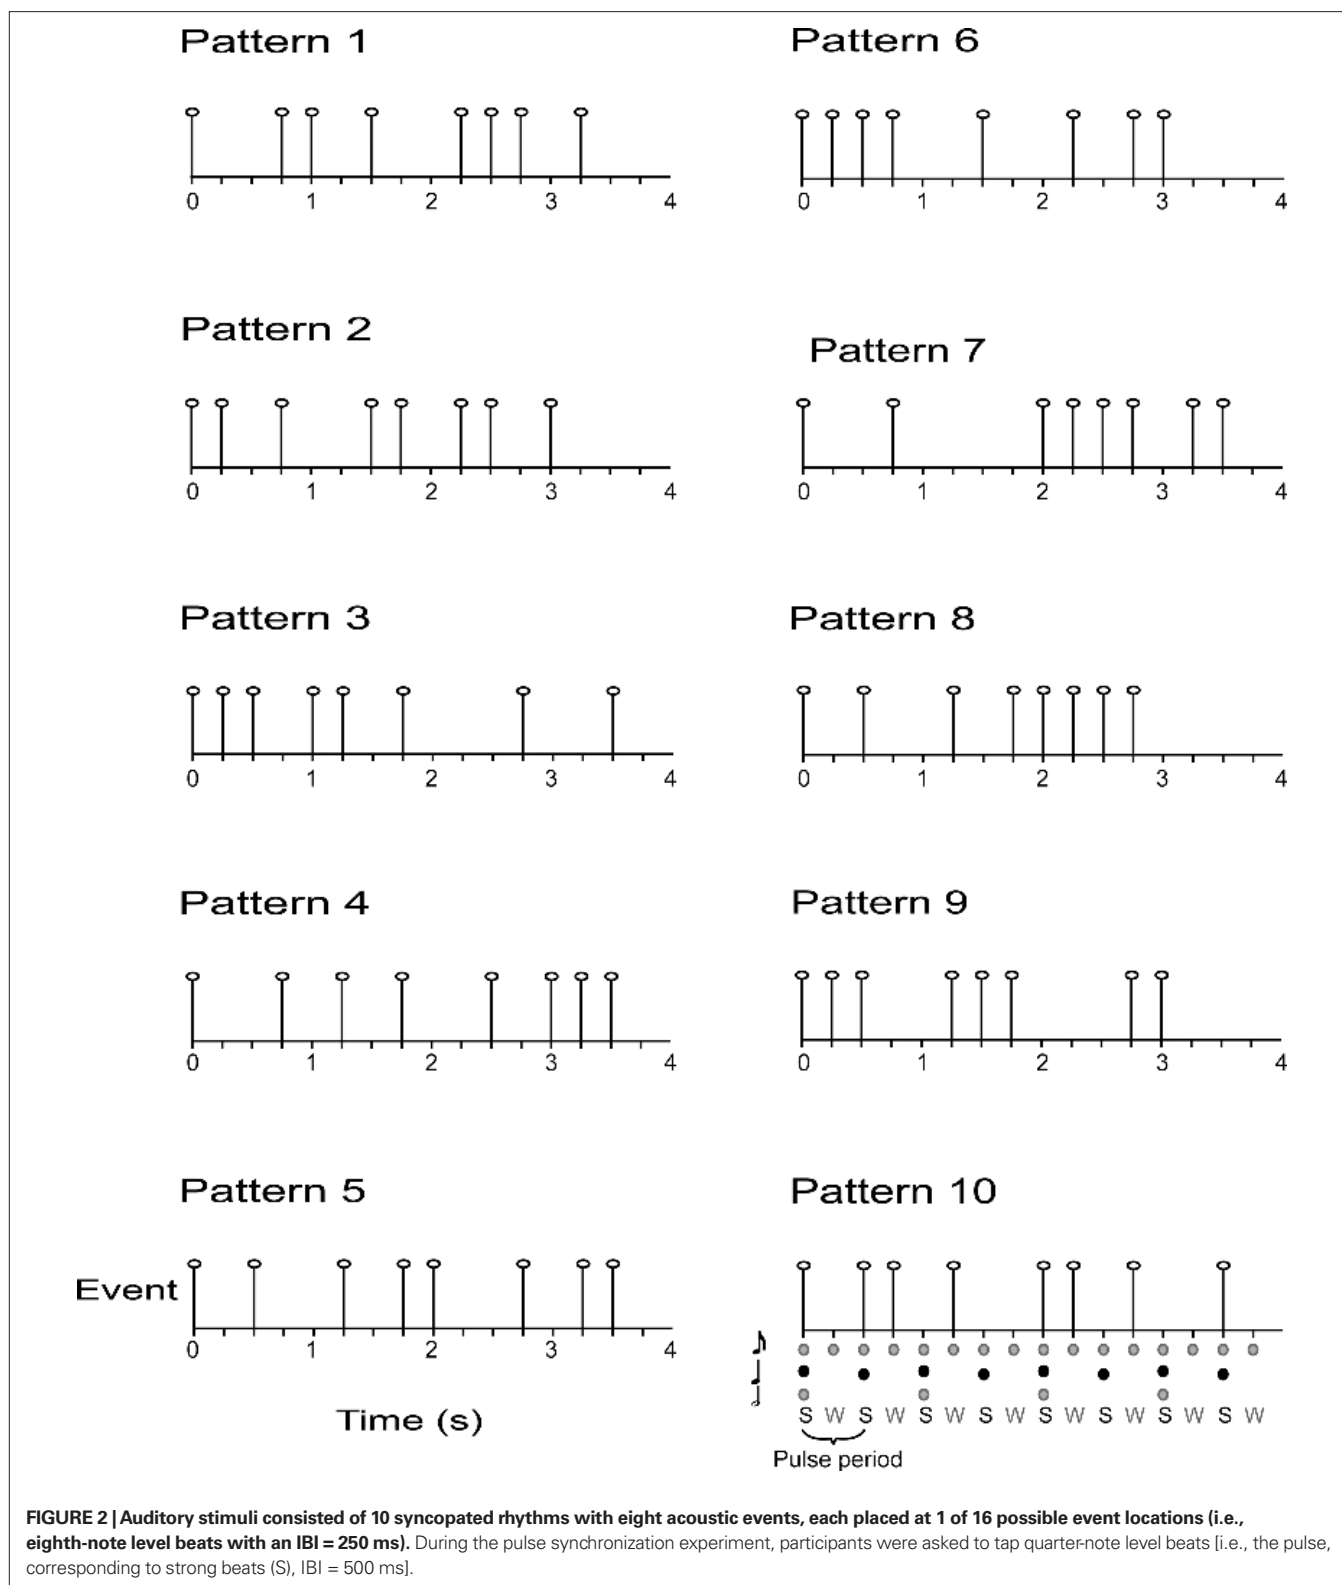 Pattern 1
0 1 2 3 4
Pattern 6
0 1 2 3 4
Pattern 2
0 1 2 3 4
Pattern 7
0 1 2 3 4
Pattern 3
0 1 2 3 4
Pattern 8
0 1 2 3 4
Pattern 4
0 1 2 3 4
Pattern 9
0 1 2 3 4
Pattern 5
Event
0 1 2 3 4
Time (s)
Pattern 10
S W S W S W S W S W S W S W S W
Pulse period
FIGURE 2 | Auditory stimuli consisted of 10 syncopated rhythms with eight acoustic events, each placed at 1 of 16 possible event locations (i.e.,
eighth-note level beats with an IBI = 250 ms). During the pulse synchronization experiment, participants were asked to tap quarter-note level beats [i.e., the pulse,
corresponding to strong beats (S), IBI = 500 ms].